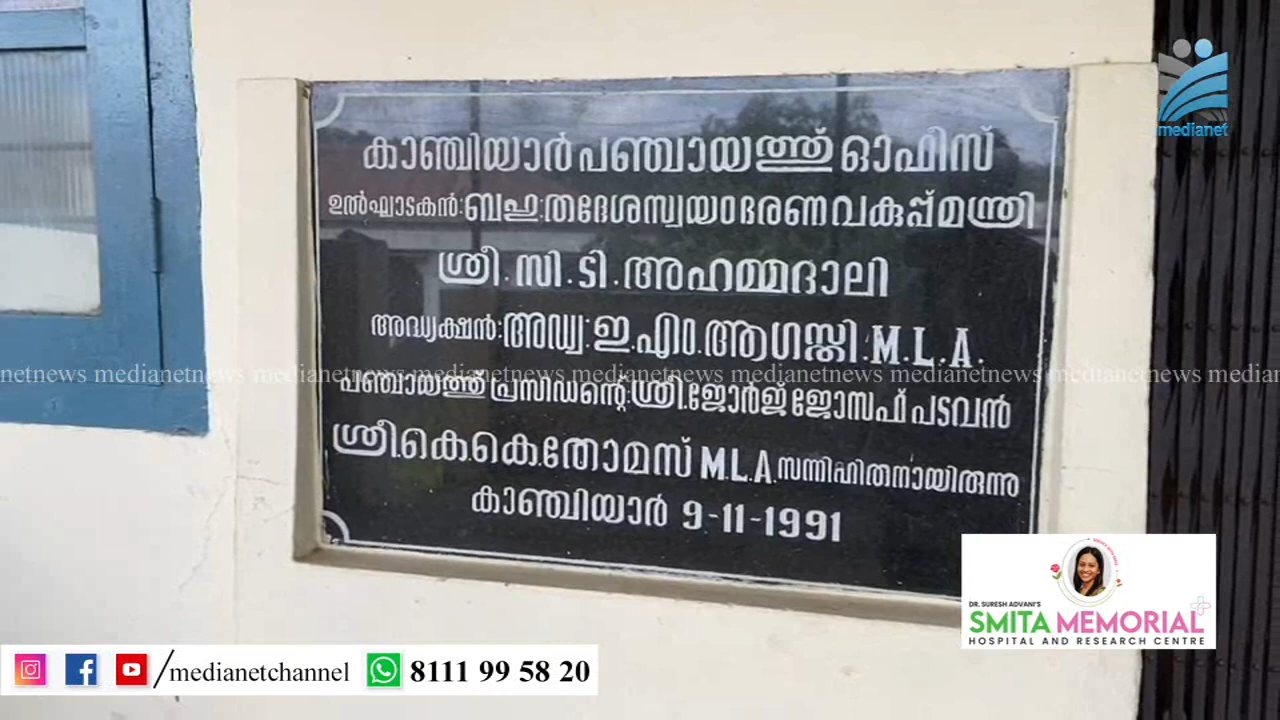 medianet
കാഞ്ചിയാർ പഞ്ചായത്ത് ഓഫീസ്
ഉൽഘാടകൻ: ബഹു: തദ്ദേശസ്വയംഭരണവകുപ്പ് മന്ത്രി
ശ്രീ. സി. ടി. അഹമ്മദാലി
അദ്ധ്യക്ഷൻ: അഡ്വ: ഇ.എം. ആഗസ്തി. M.L.A.
netnews medianetnews medianetnews medianetnews medianetnews medianetnews medianetnews medianetnews media
പഞ്ചായത്ത് പ്രസിഡന്റ്: ശ്രീ. ജോർജ് ജോസഫ് പടവൻ
ശ്രീ. കെ.കെ. തോമസ് M.L.A. സന്നിഹിതനായിരുന്നു
കാഞ്ചിയാർ 9-11-1991
DR. SURESH ADVANI'S
SMITA MEMORIAL
HOSPITAL AND RESEARCH CENTRE
/medianetchannel 8111 99 58 20